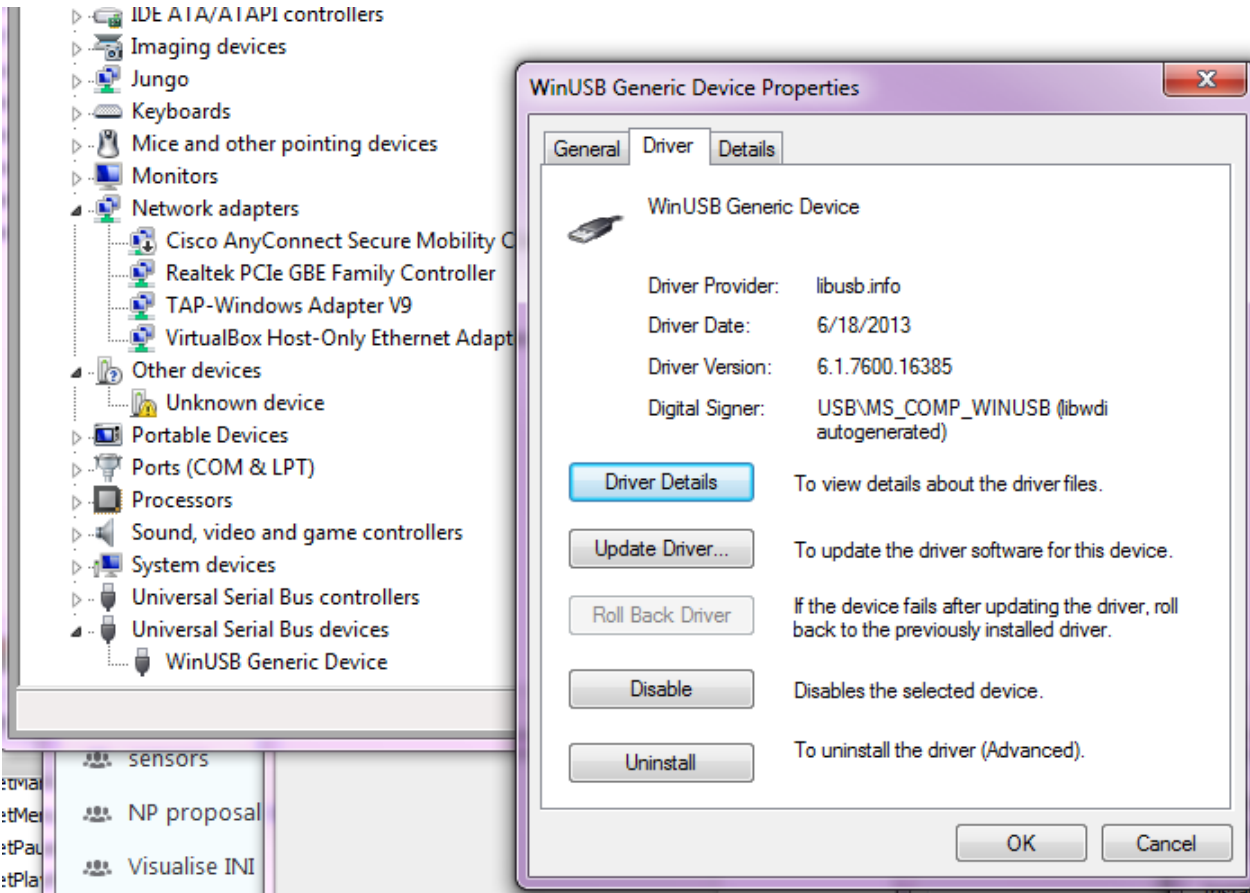 IDE ATA/ATAPI controllers
Imaging devices
Jungo
Keyboards
Mice and other pointing devices
Monitors
Network adapters
Cisco AnyConnect Secure Mobility C
Realtek PCIe GBE Family Controller
TAP-Windows Adapter V9
VirtualBox Host-Only Ethernet Adapt
Other devices
Unknown device
Portable Devices
Ports (COM & LPT)
Processors
Sound, video and game controllers
System devices
Universal Serial Bus controllers
Universal Serial Bus devices
WinUSB Generic Device
WinUSB Generic Device Properties
General Driver Details
WinUSB Generic Device
Driver Provider: libusb.info
Driver Date: 6/18/2013
Driver Version: 6.1.7600.16385
Digital Signer: USB\MS_COMP_WINUSB (libwdi
autogenerated)
Driver Details To view details about the driver files.
Update Driver... To update the driver software for this device.
Roll Back Driver If the device fails after updating the driver, roll
back to the previously installed driver.
Disable Disables the selected device.
Uninstall To uninstall the driver (Advanced).
OK Cancel
sensors
NP proposal
Visualise INI
etMer
etPau
etPla